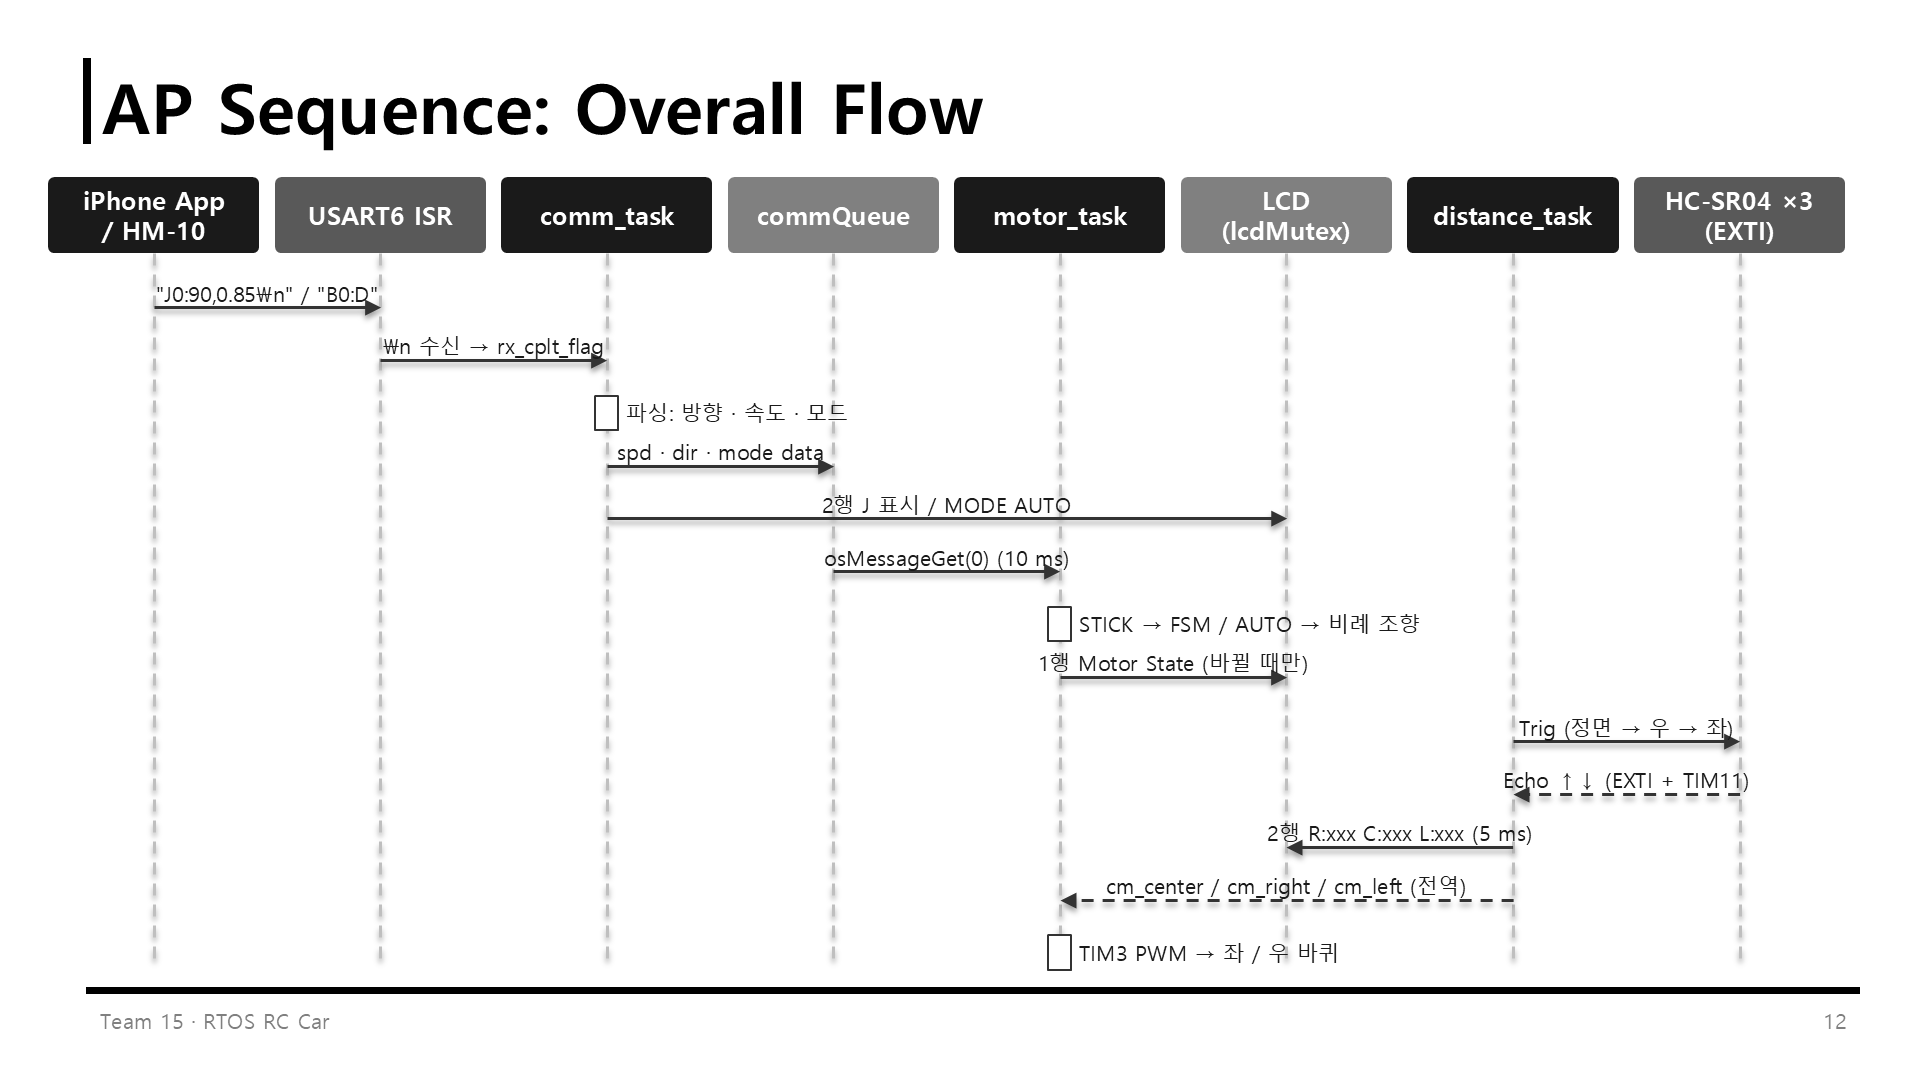 AP Sequence: Overall Flow
iPhone App
/ HM-10
USART6 ISR
comm_task
commQueue
motor_task
LCD
(lcdMutex)
distance_task
HC-SR04 ×3
(EXTI)
"J0:90,0.85₩n" / "B0:D"
₩n 수신 → rx_cplt_flag
파싱: 방향 · 속도 · 모드
spd · dir · mode data
2행 J 표시 / MODE AUTO
osMessageGet(0) (10 ms)
STICK → FSM / AUTO → 비례 조향
1행 Motor State (바뀔 때만)
Trig (정면 → 우 → 좌)
Echo ↑↓ (EXTI + TIM11)
2행 R:xxx C:xxx L:xxx (5 ms)
cm_center / cm_right / cm_left (전역)
TIM3 PWM → 좌 / 우 바퀴
Team 15 · RTOS RC Car
12